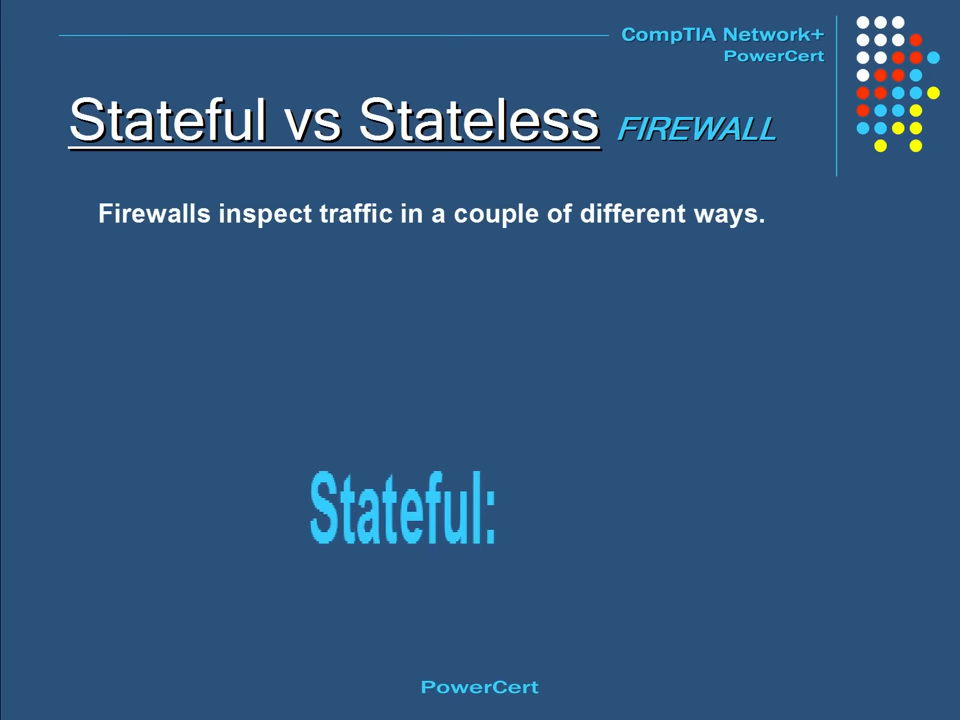 CompTIA Network+
PowerCert
Stateful vs Stateless FIREWALL
Firewalls inspect traffic in a couple of different ways.
Stateful:
PowerCert